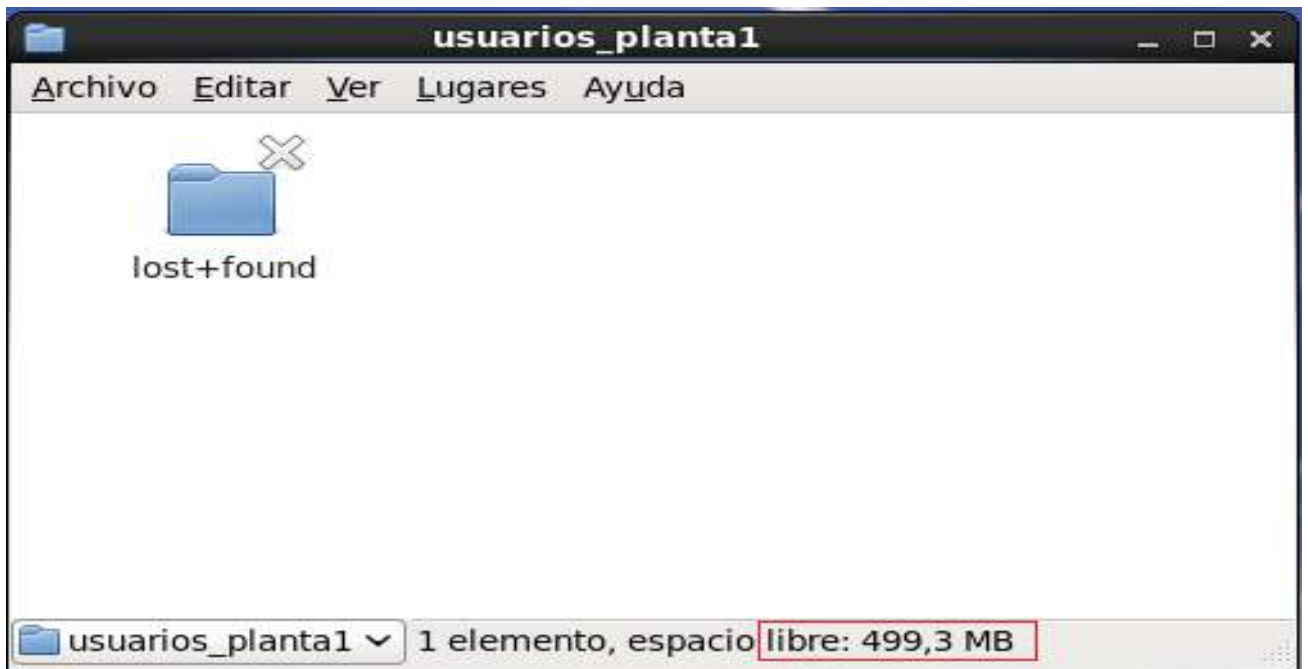 usuarios_planta1
Archivo Editar Ver Lugares Ayuda
lost+found
usuarios_planta1 1 elemento, espacio libre: 499,3 MB